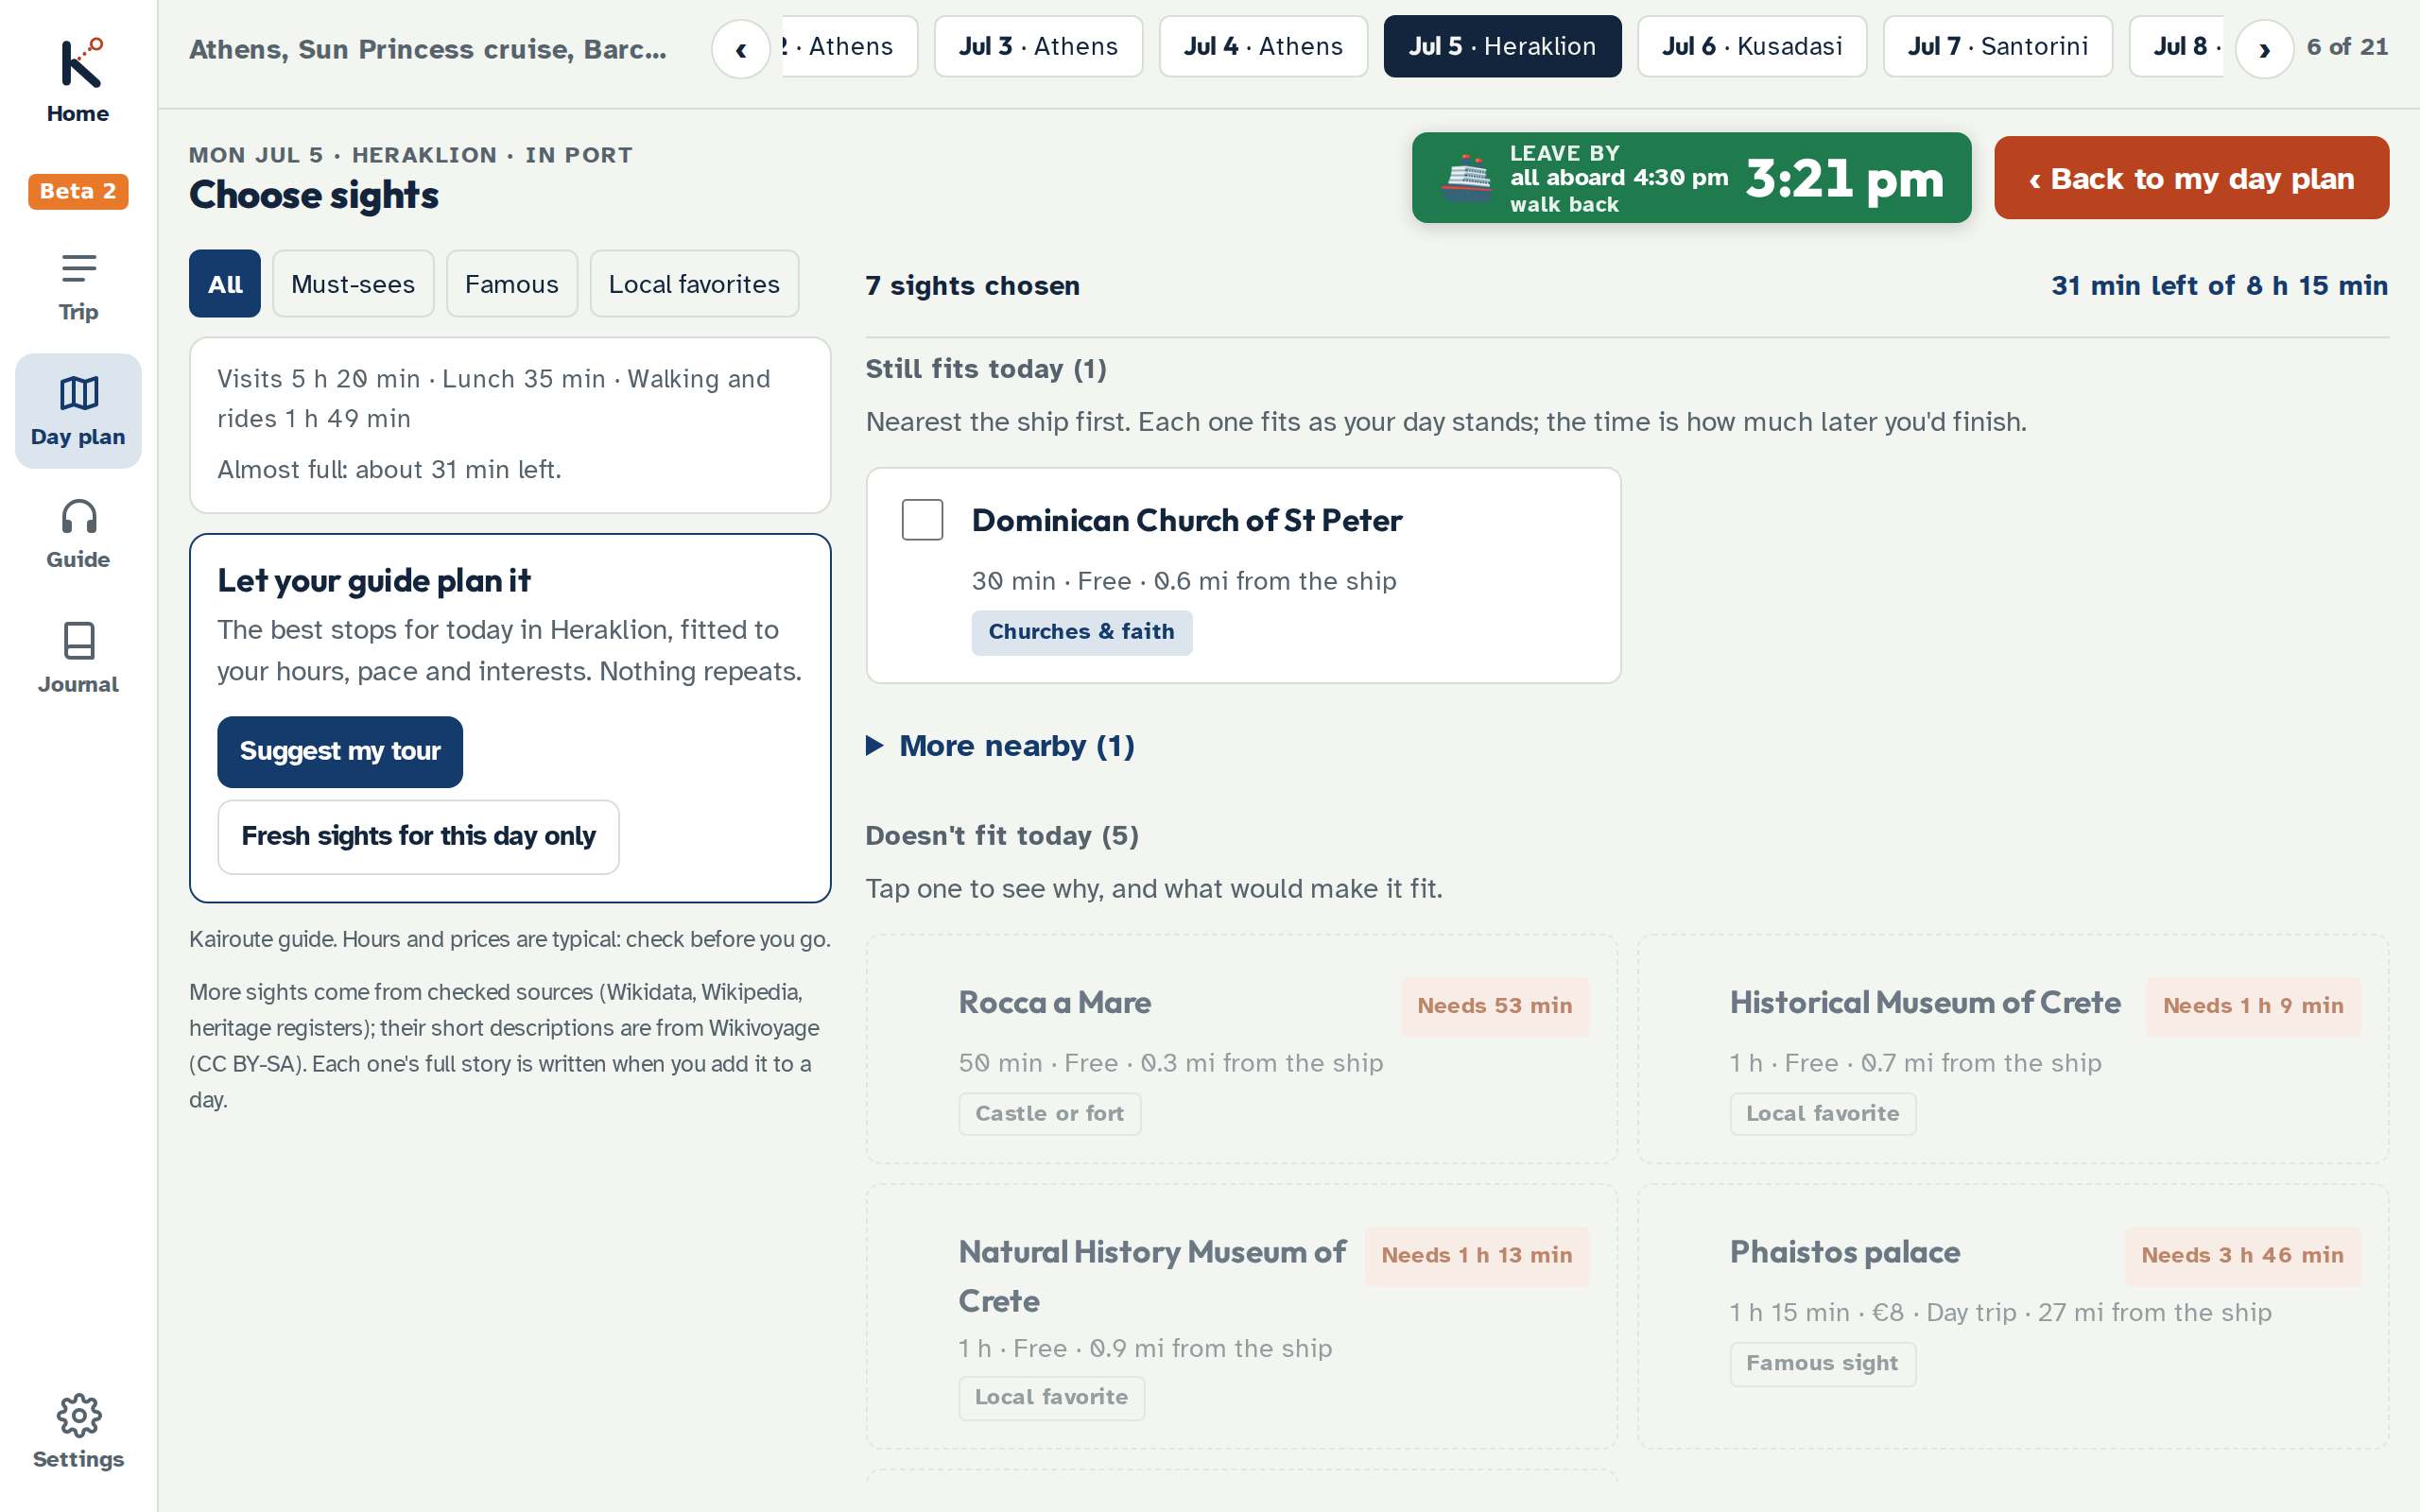 Home
Beta 2
Trip
Day plan
Guide
Journal
Settings
Athens, Sun Princess cruise, Barc...
‹
· Athens
Jul 3 · Athens
Jul 4 · Athens
Jul 5 · Heraklion
Jul 6 · Kusadasi
Jul 7 · Santorini
Jul 8 ·
›
6 of 21
MON JUL 5 · HERAKLION · IN PORT
Choose sights
LEAVE BY
all aboard 4:30 pm
walk back
3:21 pm
‹ Back to my day plan
All
Must-sees
Famous
Local favorites
Visits 5 h 20 min · Lunch 35 min · Walking and
rides 1 h 49 min
Almost full: about 31 min left.
Let your guide plan it
The best stops for today in Heraklion, fitted to
your hours, pace and interests. Nothing repeats.
Suggest my tour
Fresh sights for this day only
Kairoute guide. Hours and prices are typical: check before you go.
More sights come from checked sources (Wikidata, Wikipedia,
heritage registers); their short descriptions are from Wikivoyage
(CC BY-SA). Each one's full story is written when you add it to a
day.
7 sights chosen
31 min left of 8 h 15 min
Still fits today (1)
Nearest the ship first. Each one fits as your day stands; the time is how much later you'd finish.
Dominican Church of St Peter
30 min · Free · 0.6 mi from the ship
Churches & faith
More nearby (1)
Doesn't fit today (5)
Tap one to see why, and what would make it fit.
Rocca a Mare
Needs 53 min
50 min · Free · 0.3 mi from the ship
Castle or fort
Historical Museum of Crete
Needs 1 h 9 min
1 h · Free · 0.7 mi from the ship
Local favorite
Natural History Museum of
Crete
Needs 1 h 13 min
1 h · Free · 0.9 mi from the ship
Local favorite
Phaistos palace
Needs 3 h 46 min
1 h 15 min · €8 · Day trip · 27 mi from the ship
Famous sight